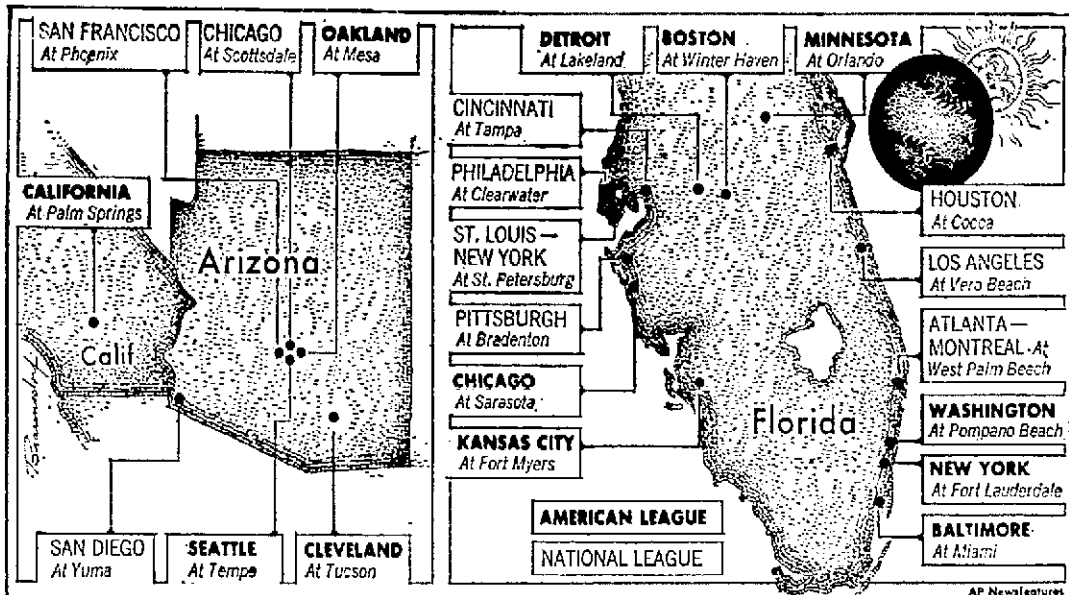 SAN FRANCISCO
At Phoenix
CHICAGO
At Scottsdale
OAKLAND
At Mesa
CALIFORNIA
At Palm Springs
Arizona
Calif
SAN DIEGO
At Yuma
SEATTLE
At Tempe
CLEVELAND
At Tucson
DETROIT
At Lakeland
BOSTON
At Winter Haven
MINNESOTA
At Orlando
CINCINNATI
At Tampa
PHILADELPHIA
At Clearwater
ST. LOUIS —
NEW YORK
At St. Petersburg
PITTSBURGH
At Bradenton
CHICAGO
At Sarasota
KANSAS CITY
At Fort Myers
HOUSTON
At Cocoa
LOS ANGELES
At Vero Beach
ATLANTA —
MONTREAL - At
West Palm Beach
WASHINGTON
At Pompano Beach
NEW YORK
At Fort Lauderdale
BALTIMORE
At Miami
Florida
AMERICAN LEAGUE
NATIONAL LEAGUE
AP Newsfeatures